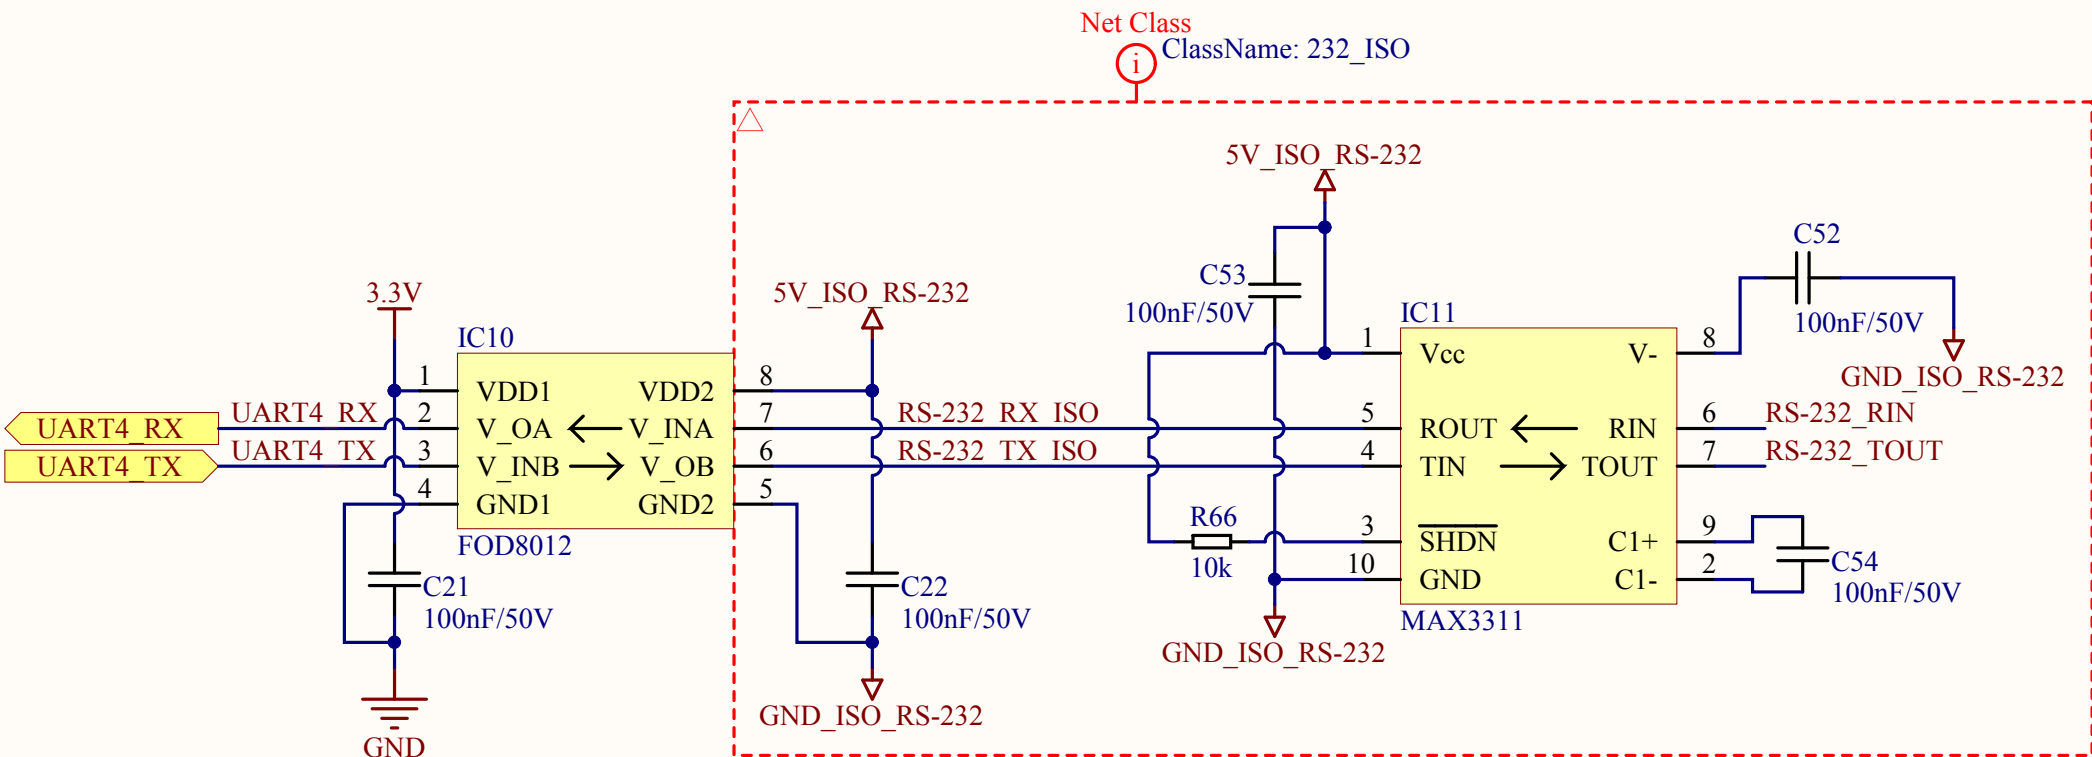 Net Class
i
ClassName: 232_ISO
5V_ISO_RS-232
C53
100nF/50V
C52
100nF/50V
GND_ISO_RS-232
3.3V
5V_ISO_RS-232
IC10
1 VDD1 VDD2 8
UART4_RX UART4_RX 2 V_OA V_INA 7 RS-232_RX_ISO
UART4_TX UART4_TX 3 V_INB V_OB 6 RS-232_TX_ISO
4 GND1 GND2 5
FOD8012
C21
100nF/50V
GND
C22
100nF/50V
GND_ISO_RS-232
IC11
1 Vcc V- 8
5 ROUT RIN 6 RS-232_RIN
4 TIN TOUT 7 RS-232_TOUT
R66
10k
3 SHDN C1+ 9
10 GND C1- 2
MAX3311
C54
100nF/50V
GND_ISO_RS-232